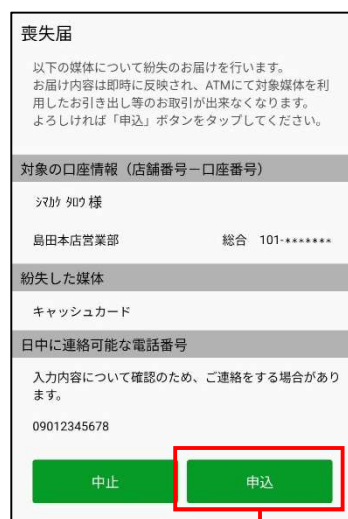 喪失届
以下の媒体について紛失のお届けを行います。
お届け内容は即時に反映され、ATMにて対象媒体を利
用したお引き出し等のお取引が出来なくなります。
よろしければ「申込」ボタンをタップしてください。
対象の口座情報（店舗番号－口座番号）
ｼﾏｶｹ ﾀﾛｳ 様
島田本店営業部 総合 101-*******
紛失した媒体
キャッシュカード
日中に連絡可能な電話番号
入力内容について確認のため、ご連絡をする場合があり
ます。
09012345678
中止 申込